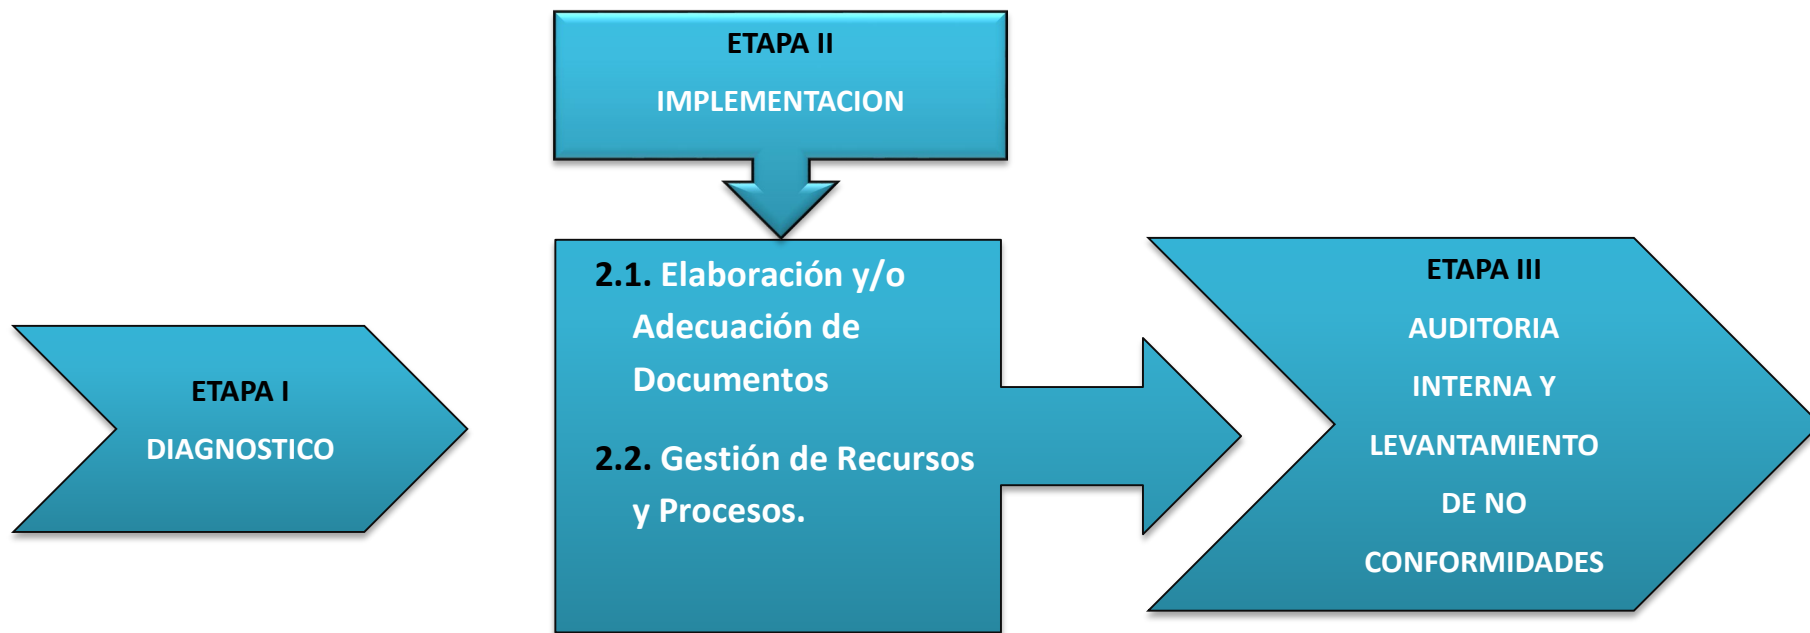 ETAPA I
DIAGNOSTICO
ETAPA II
IMPLEMENTACION
2.1. Elaboración y/o
Adecuación de
Documentos
2.2. Gestión de Recursos
y Procesos.
ETAPA III
AUDITORIA
INTERNA Y
LEVANTAMIENTO
DE NO
CONFORMIDADES